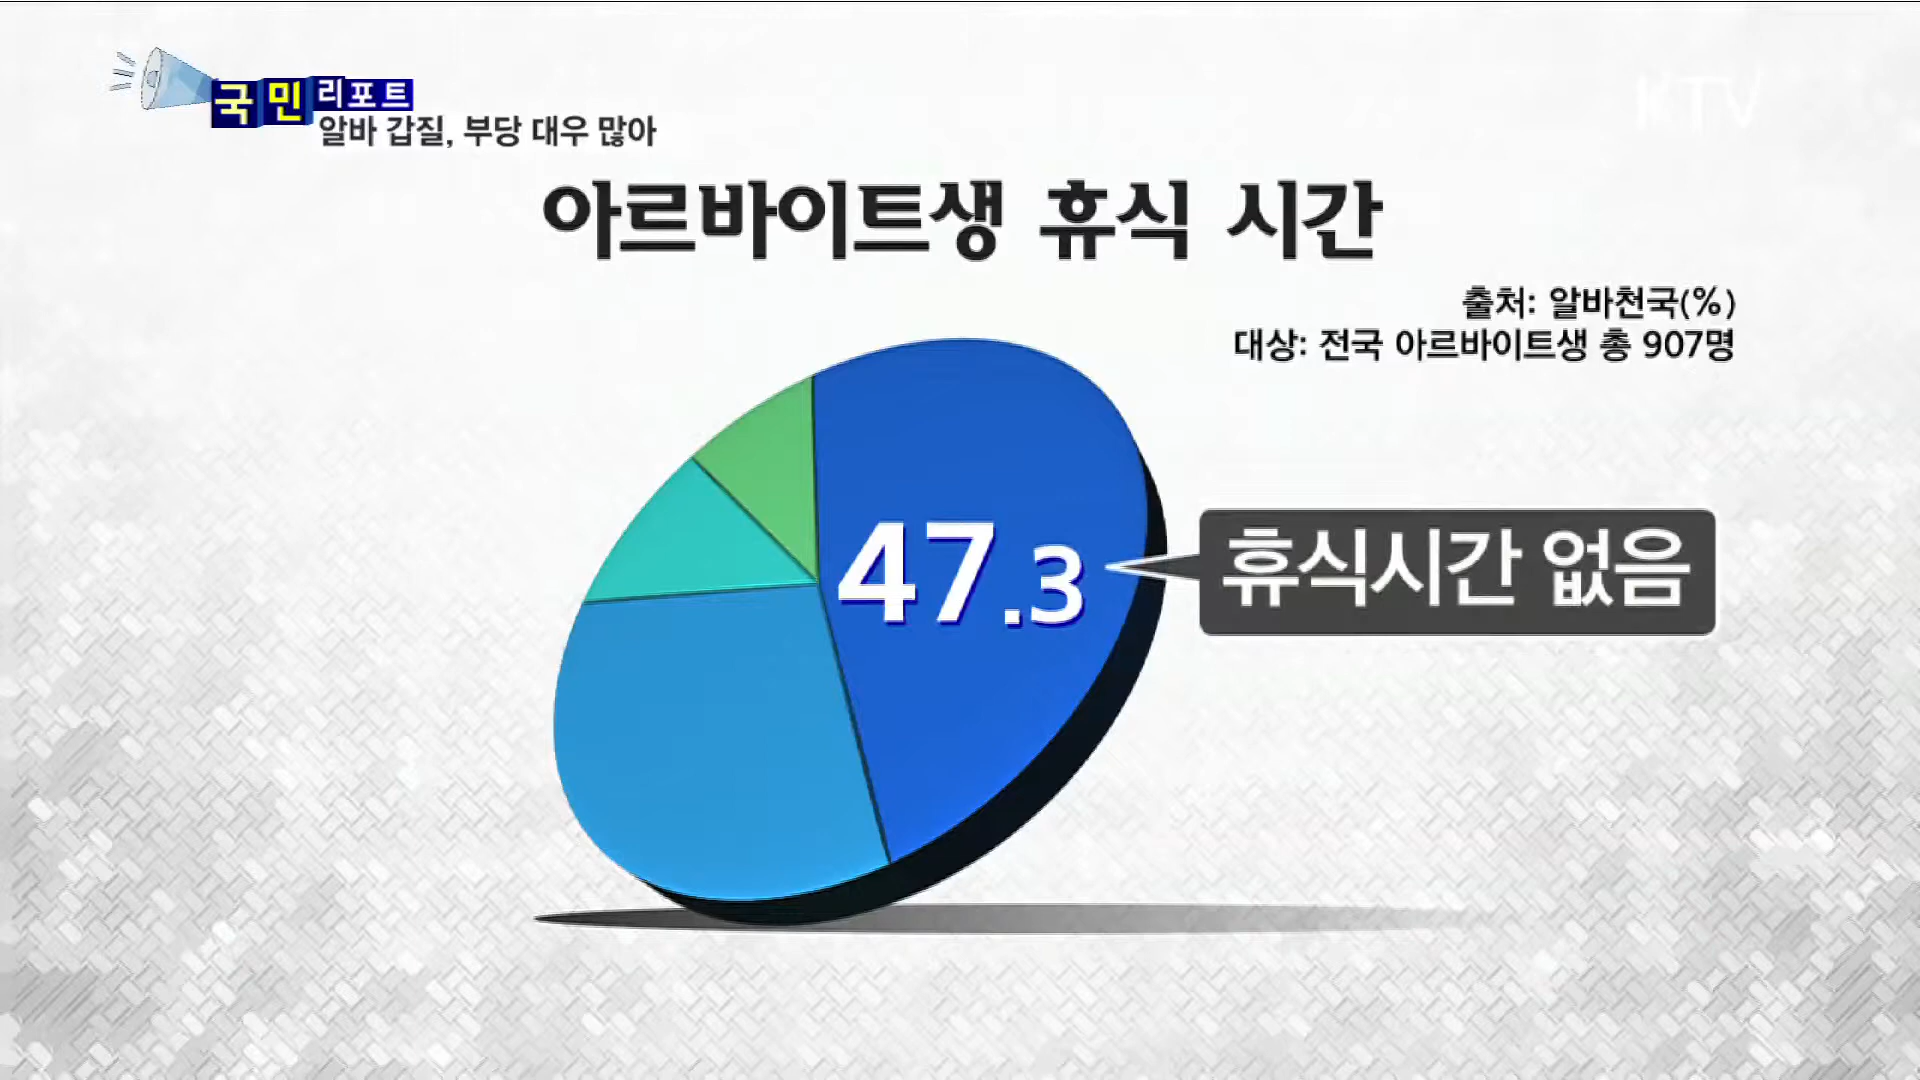 국민 리포트
KTV
알바 갑질, 부당 대우 많아
아르바이트생 휴식 시간
출처: 알바천국(%)
대상: 전국 아르바이트생 총 907명
47.3
휴식시간 없음